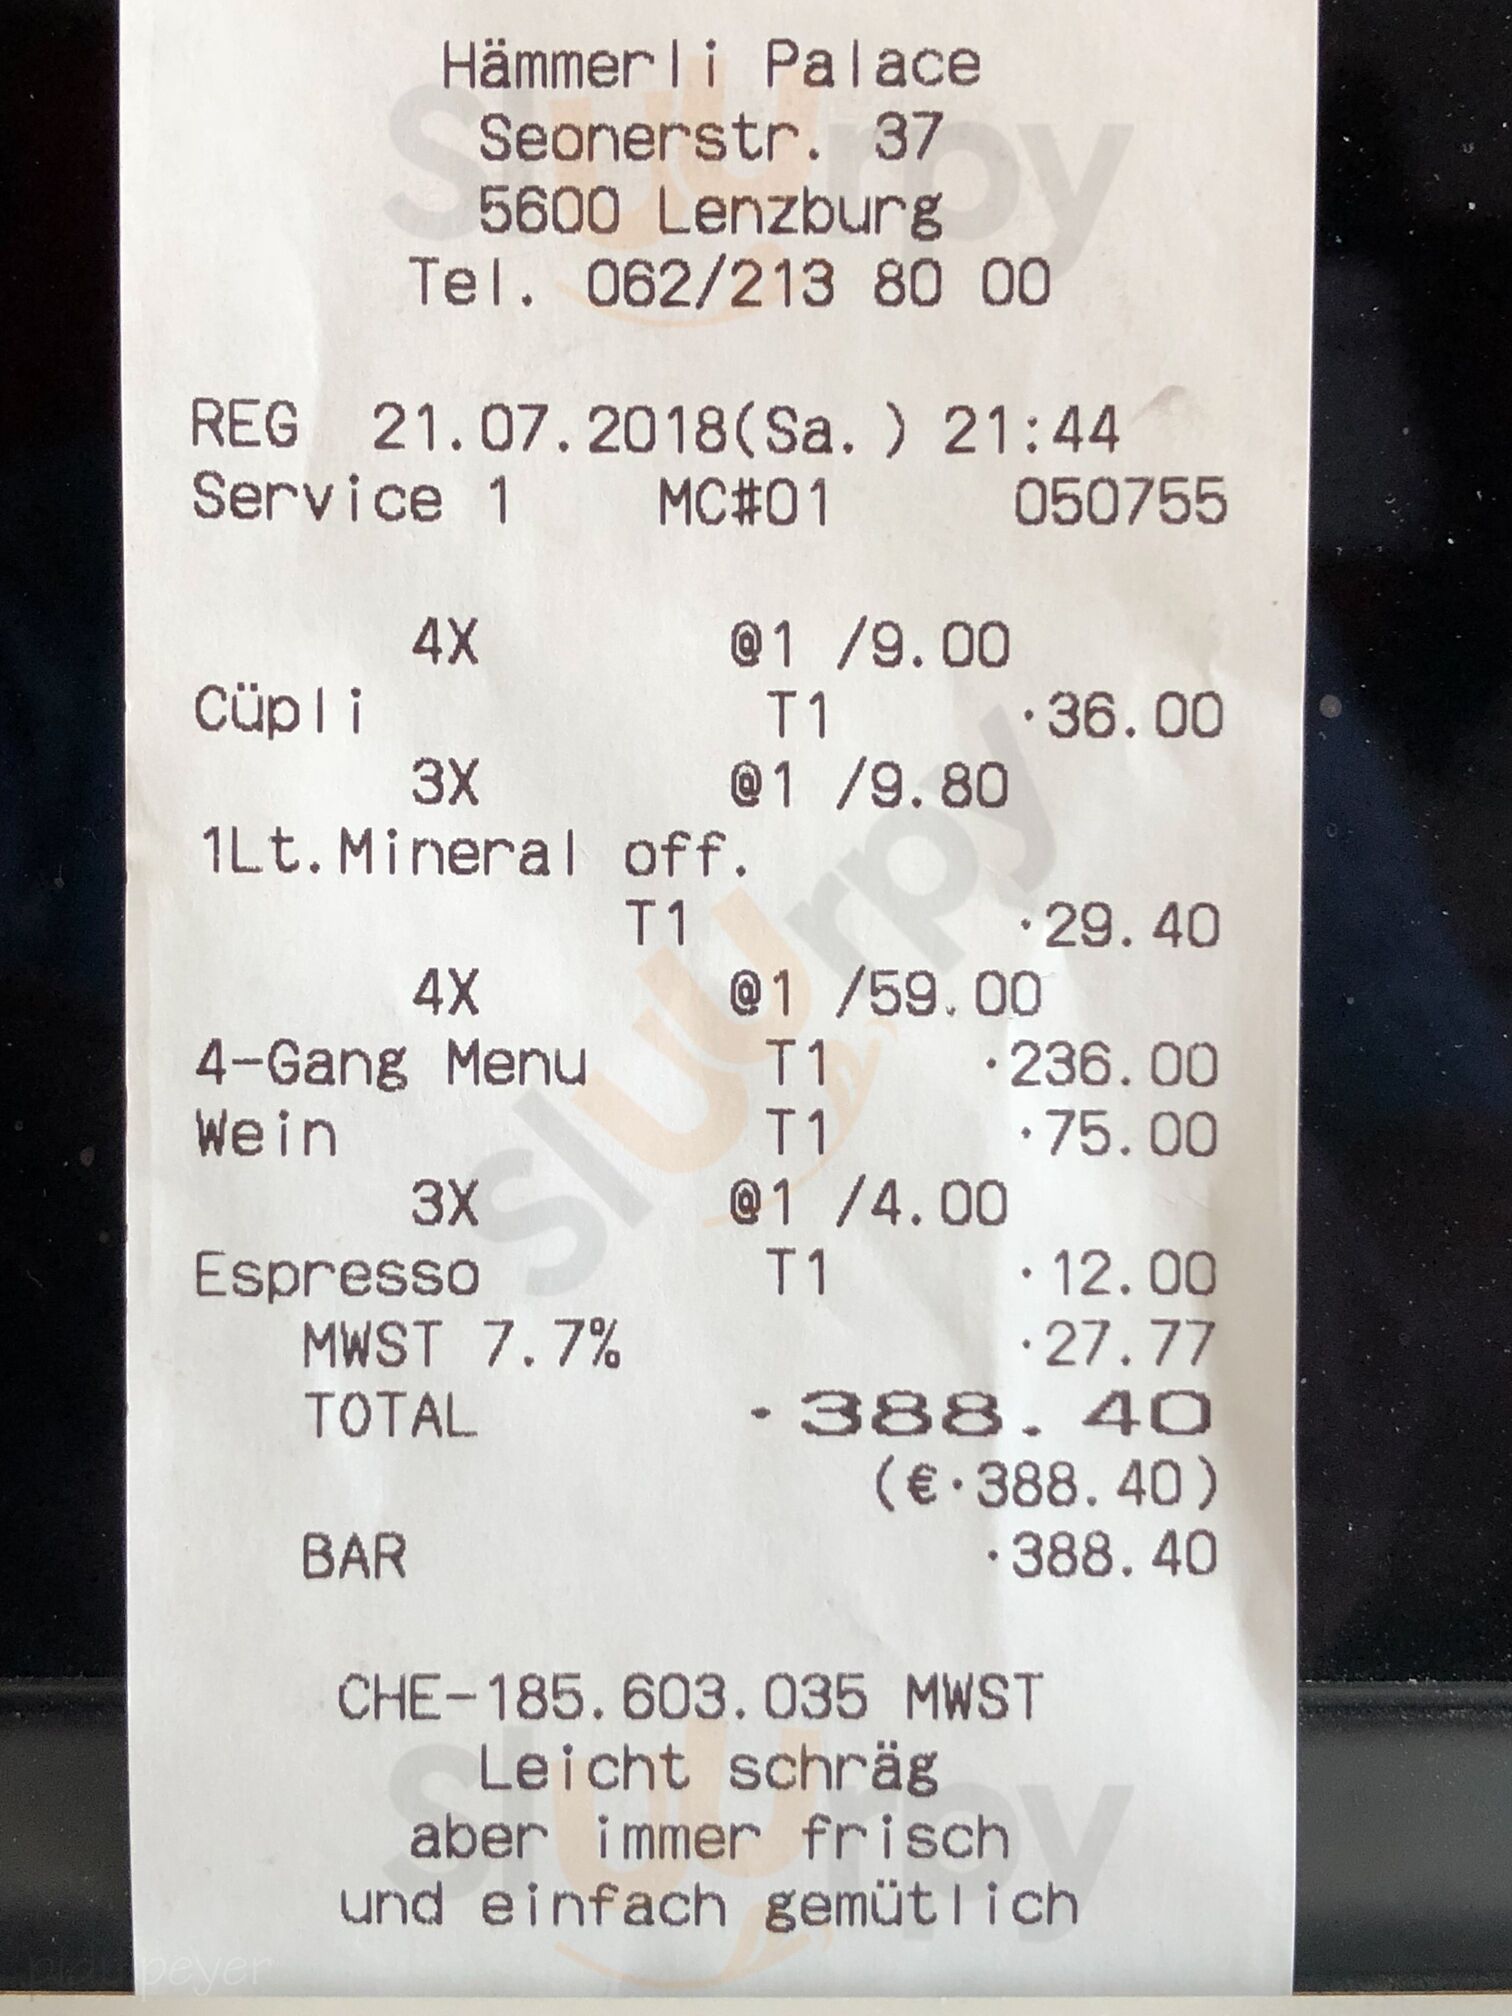 Hämmerli Palace
Seonerstr. 37
5600 Lenzburg
Tel. 062/213 80 00
REG 21.07.2018(Sa.) 21:44
Service 1 MC#01 050755
4X @1 /9.00
Cüpli T1 ·36.00
3X @1 /9.80
1Lt.Mineral off.
T1 ·29.40
4X @1 /59.00
4-Gang Menu T1 ·236.00
Wein T1 ·75.00
3X @1 /4.00
Espresso T1 ·12.00
MWST 7.7% ·27.77
TOTAL ·388.40
(€·388.40)
BAR ·388.40
CHE-185.603.035 MWST
Leicht schräg
aber immer frisch
und einfach gemütlich
sluurpy
sluurpy
sluurpy